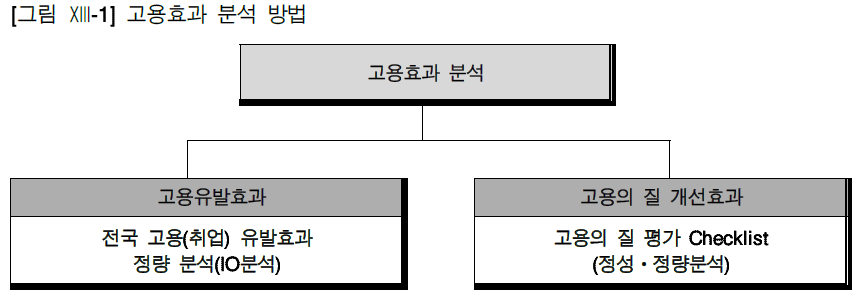 [그림 ⅩⅢ-1] 고용효과 분석 방법
고용효과 분석
고용유발효과
전국 고용(취업) 유발효과
정량 분석(IO분석)
고용의 질 개선효과
고용의 질 평가 Checklist
(정성·정량분석)